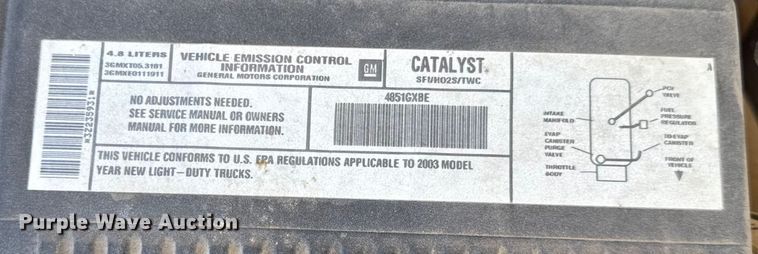 4.8 LITERS
3GMXT05.3181
3GMXE0111911
VEHICLE EMISSION CONTROL
INFORMATION
GENERAL MOTORS CORPORATION
GM
CATALYST
SFI/HO2S/TWC
A
NO ADJUSTMENTS NEEDED.
SEE SERVICE MANUAL OR OWNERS
MANUAL FOR MORE INFORMATION.
4851GXBE
THIS VEHICLE CONFORMS TO U.S. EPA REGULATIONS APPLICABLE TO 2003 MODEL
YEAR NEW LIGHT-DUTY TRUCKS.
PCV
VALVE
INTAKE
MANIFOLD
FUEL
PRESSURE
REGULATOR
EVAP
CANISTER
PURGE
VALVE
TO EVAP
CANISTER
THROTTLE
BODY
FRONT OF
VEHICLE
Purple Wave Auction